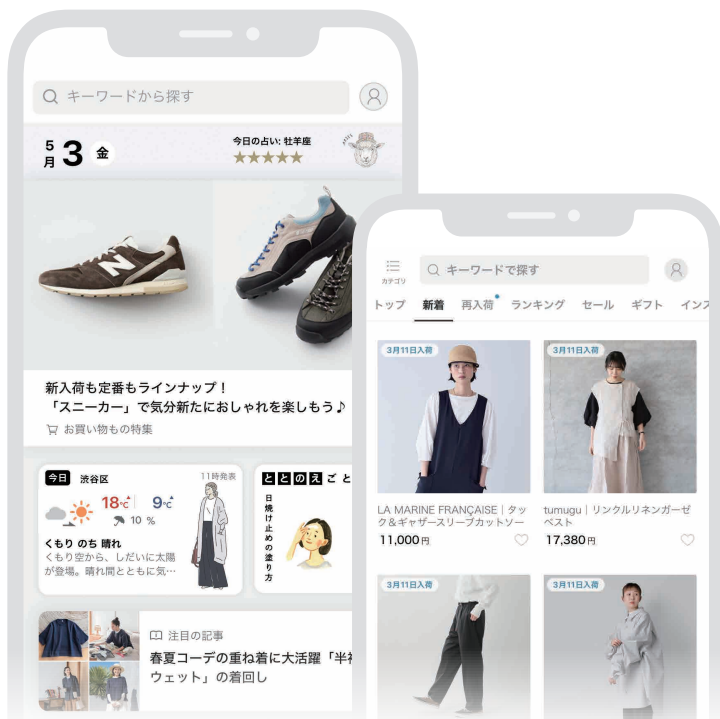 キーワードから探す
5月 3 金
今日の占い: 牡羊座
★★★★★
N
新入荷も定番もラインナップ！
「スニーカー」で気分新たにおしゃれを楽しもう♪
お買い物もの特集
今日 渋谷区 11時発表
18℃ 9℃
10 %
くもり のち 晴れ
くもり空から、しだいに太陽
が登場。晴れ間とともに気…
ととのえごと
日焼け止めの塗り方
注目の記事
春夏コーデの重ね着に大活躍「半
ウェット」の着回し
カテゴリ
キーワードで探す
トップ 新着 再入荷 ランキング セール ギフト インス
3月11日入荷
LA MARINE FRANÇAISE｜タッ
ク＆ギャザースリーブカットソー
11,000円
3月11日入荷
tumugu｜リンクルリネンガーゼ
ベスト
17,380円
3月11日入荷
3月11日入荷